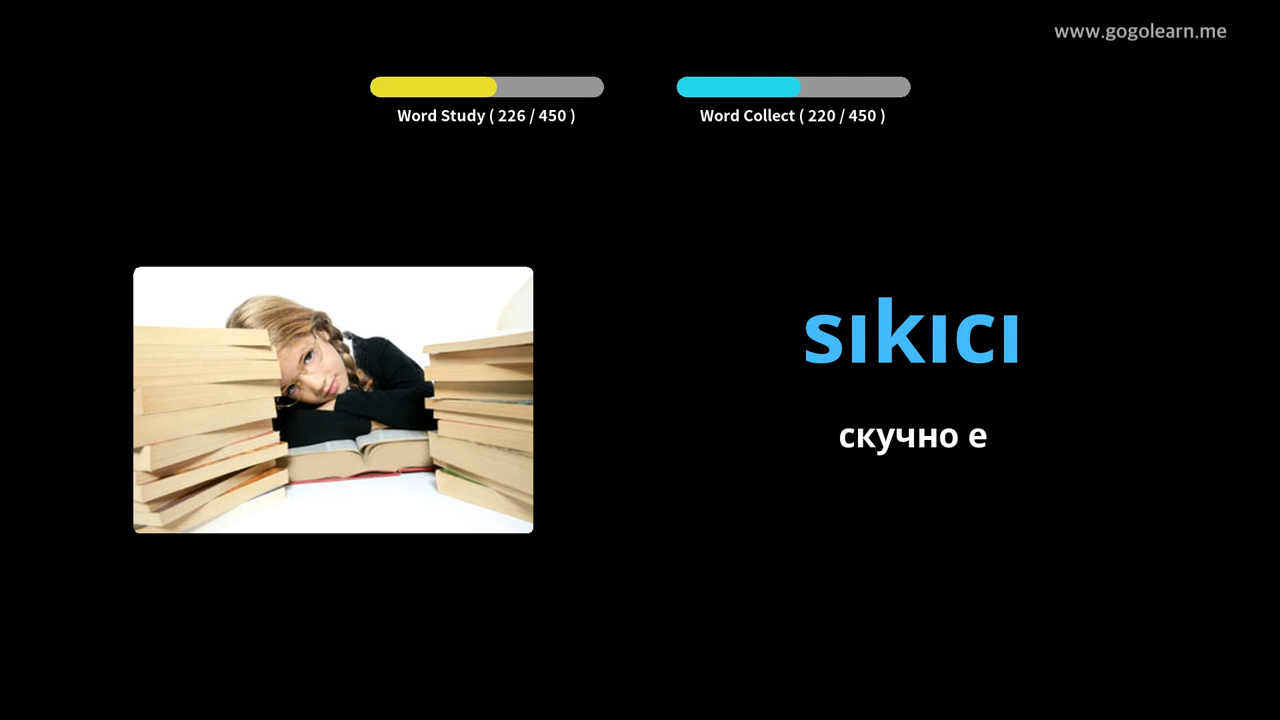 www.gogolearn.me
Word Study ( 226 / 450 )
Word Collect ( 220 / 450 )
sıkıcı
скучно е